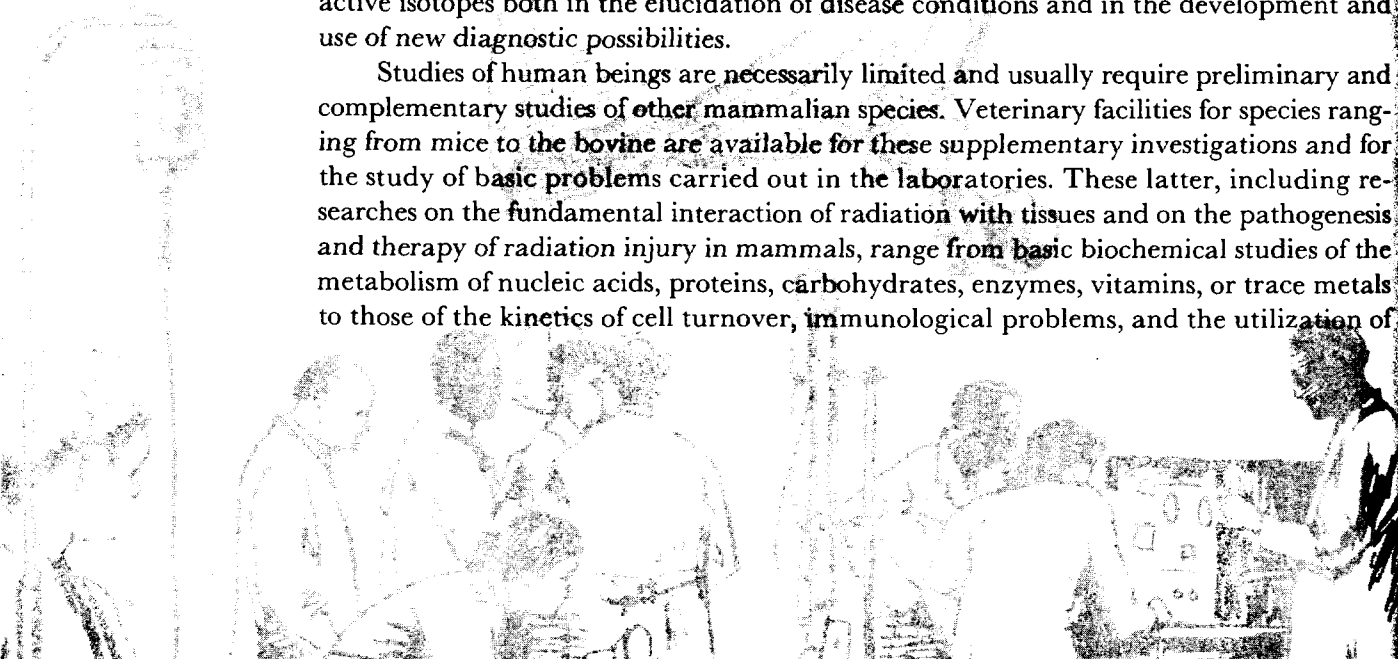 active isotopes both in the elucidation of disease conditions and in the development and
use of new diagnostic possibilities.
Studies of human beings are necessarily limited and usually require preliminary and
complementary studies of other mammalian species. Veterinary facilities for species rang-
ing from mice to the bovine are available for these supplementary investigations and for
the study of basic problems carried out in the laboratories. These latter, including re-
searches on the fundamental interaction of radiation with tissues and on the pathogenesis
and therapy of radiation injury in mammals, range from basic biochemical studies of the
metabolism of nucleic acids, proteins, carbohydrates, enzymes, vitamins, or trace metals
to those of the kinetics of cell turnover, immunological problems, and the utilization of